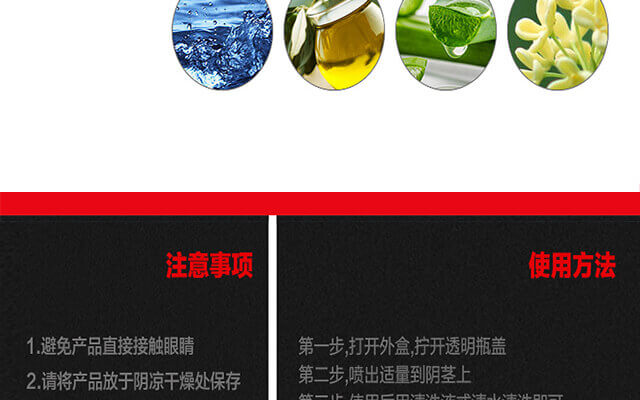 注意事项
1.避免产品直接接触眼睛
2.请将产品放于阴凉干燥处保存
使用方法
第一步,打开外盒,拧开透明瓶盖
第二步,喷出适量到阴茎上